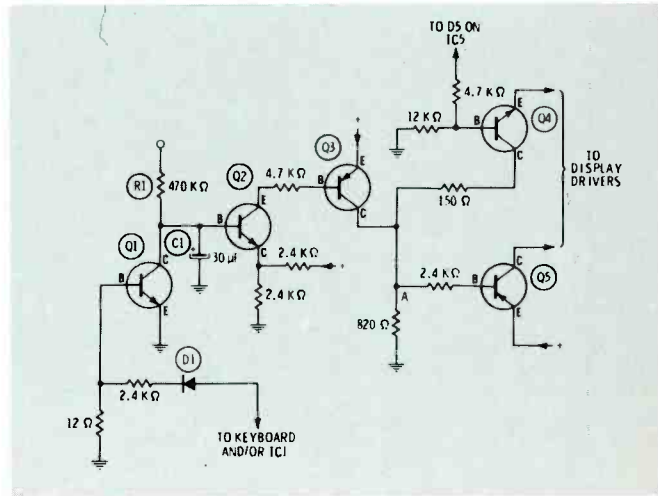 TO D5 ON
IC5
4.7 KΩ
12 KΩ
B
E
C
Q4
+
Q3
B
E
C
R1
470 KΩ
Q2
4.7 KΩ
B
E
C
C1
+
30 µf
150 Ω
TO
DISPLAY
DRIVERS
Q1
B
C
E
2.4 KΩ
+
2.4 KΩ
A
2.4 KΩ
B
C
E
Q5
+
820 Ω
D1
2.4 KΩ
12 Ω
TO KEYBOARD
AND/OR IC1